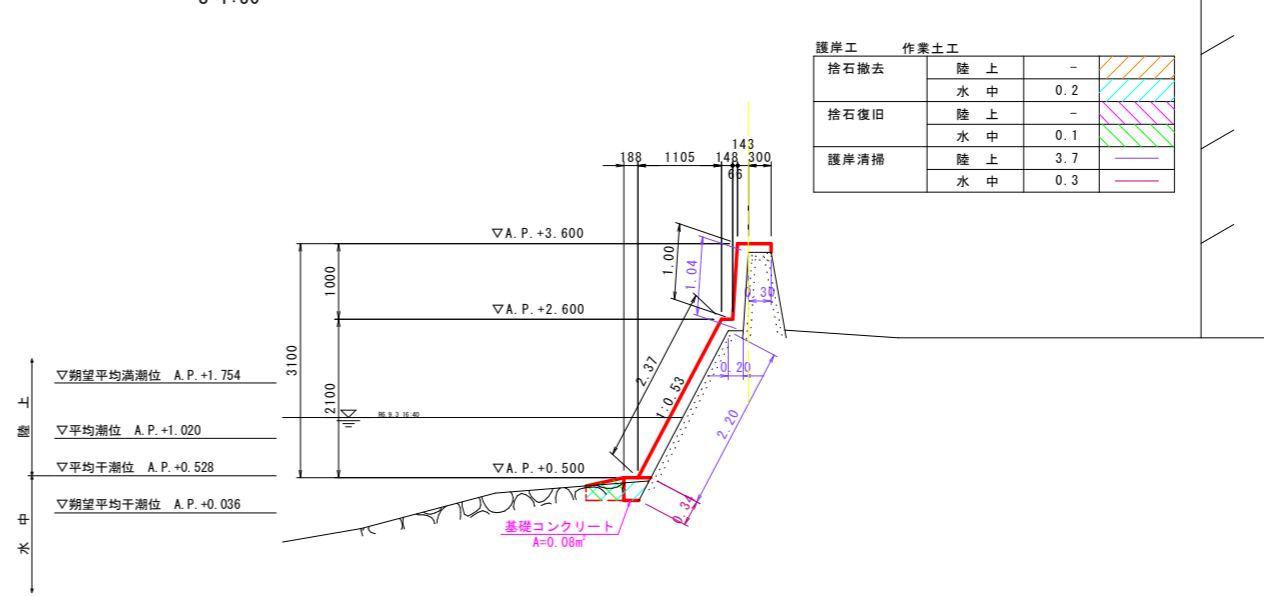 護岸工 作業土工
捨石撤去 陸 上 -
水 中 0.2
捨石復旧 陸 上 -
水 中 0.1
護岸清掃 陸 上 3.7
水 中 0.3
143
188 1105 148 300
66
▽A.P.+3.600
1.00
1.04
1000
0.30
▽A.P.+2.600
3100
2100
2.37
1:0.53
0.20
2.20
R6.9.3 16:40
陸 上
▽朔望平均満潮位 A.P.+1.754
▽平均潮位 A.P.+1.020
▽平均干潮位 A.P.+0.528
▽A.P.+0.500
▽朔望平均干潮位 A.P.+0.036
水 中
0.34
基礎コンクリート
A=0.08m²